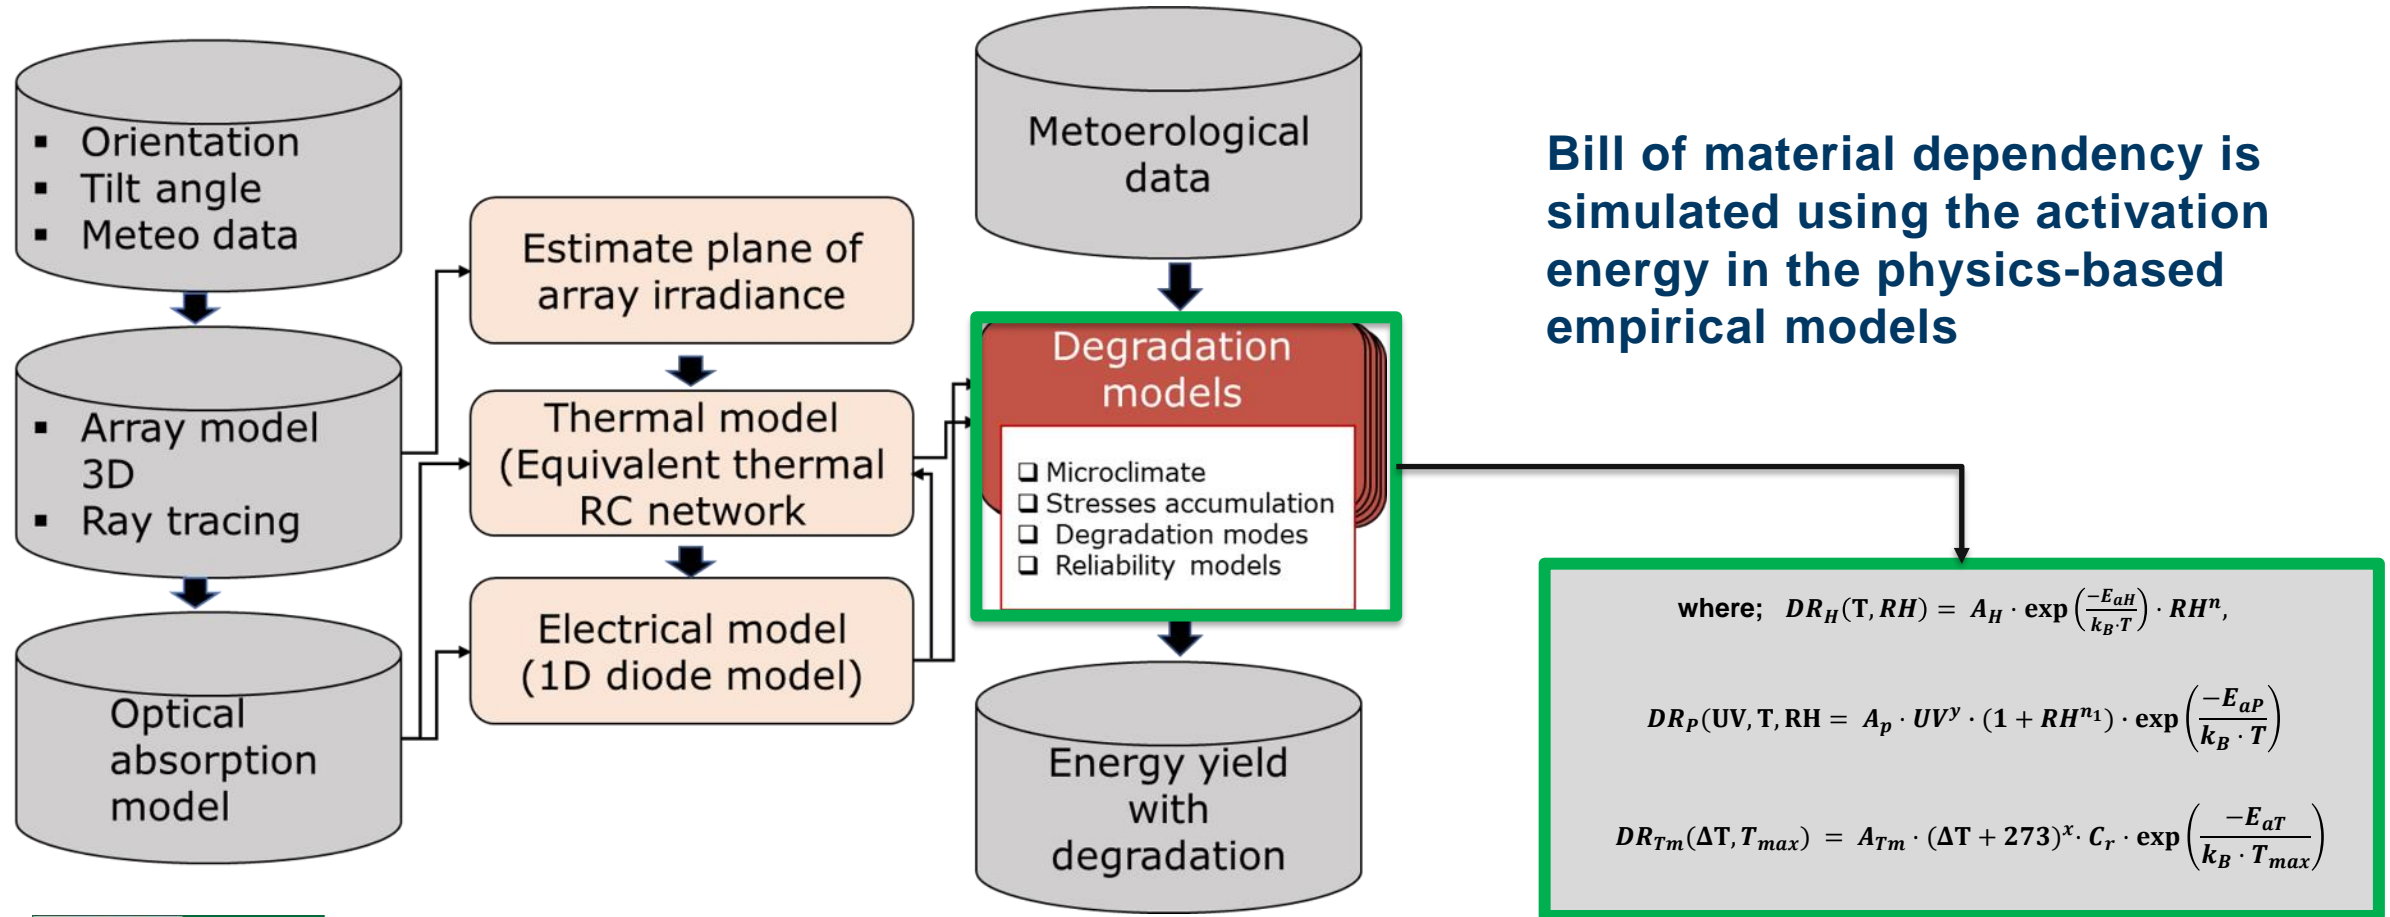 ▪ Orientation
▪ Tilt angle
▪ Meteo data
▪ Array model
3D
▪ Ray tracing
Optical
absorption
model
Estimate plane of
array irradiance
Thermal model
(Equivalent thermal
RC network
Electrical model
(1D diode model)
Metoerological
data
Degradation
models
❑ Microclimate
❑ Stresses accumulation
❑ Degradation modes
❑ Reliability models
Energy yield
with
degradation
Bill of material dependency is
simulated using the activation
energy in the physics-based
empirical models
where; DR_H(T, RH) = A_H · exp(−E_aH / k_B·T) · RH^n,
DR_P(UV, T, RH = A_p · UV^y · (1 + RH^n₁) · exp(−E_aP / k_B · T)
DR_Tm(ΔT, T_max) = A_Tm · (ΔT + 273)^x · C_r · exp(−E_aT / k_B · T_max)